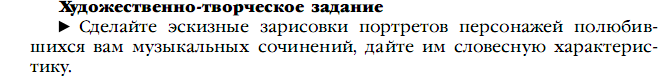 Художественно-творческое задание
► Сделайте эскизные зарисовки портретов персонажей полюбив-
шихся вам музыкальных сочинений, дайте им словесную характерис-
тику.